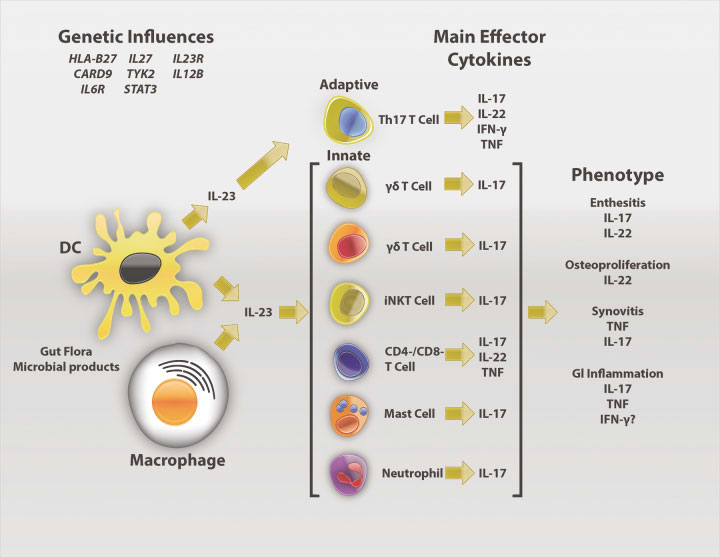 Genetic Influences
HLA-B27 IL27 IL23R
CARD9 TYK2 IL12B
IL6R STAT3
Main Effector
Cytokines
Adaptive
Th17 T Cell
IL-17
IL-22
IFN-γ
TNF
Innate
γδ T Cell
IL-17
γδ T Cell
IL-17
iNKT Cell
IL-17
CD4-/CD8-
T Cell
IL-17
IL-22
TNF
Mast Cell
IL-17
Neutrophil
IL-17
IL-23
DC
IL-23
Gut Flora
Microbial products
Macrophage
Phenotype
Enthesitis
IL-17
IL-22
Osteoproliferation
IL-22
Synovitis
TNF
IL-17
GI Inflammation
IL-17
TNF
IFN-γ?